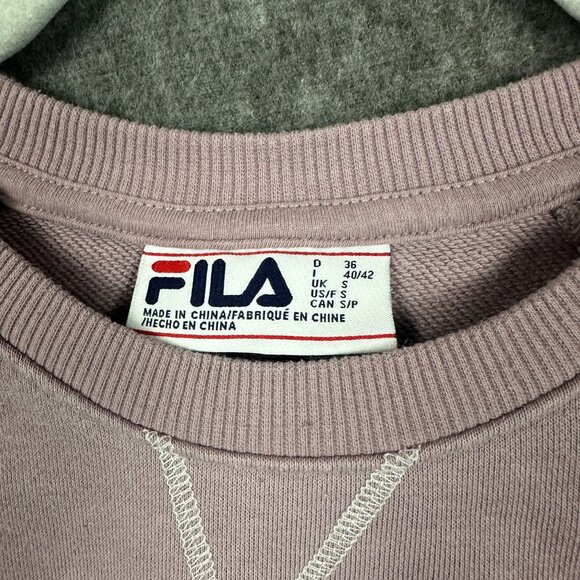 FILA
D 36
I 40/42
UK S
US/F S
CAN S/P
MADE IN CHINA/FABRIQUÉ EN CHINE
/HECHO EN CHINA